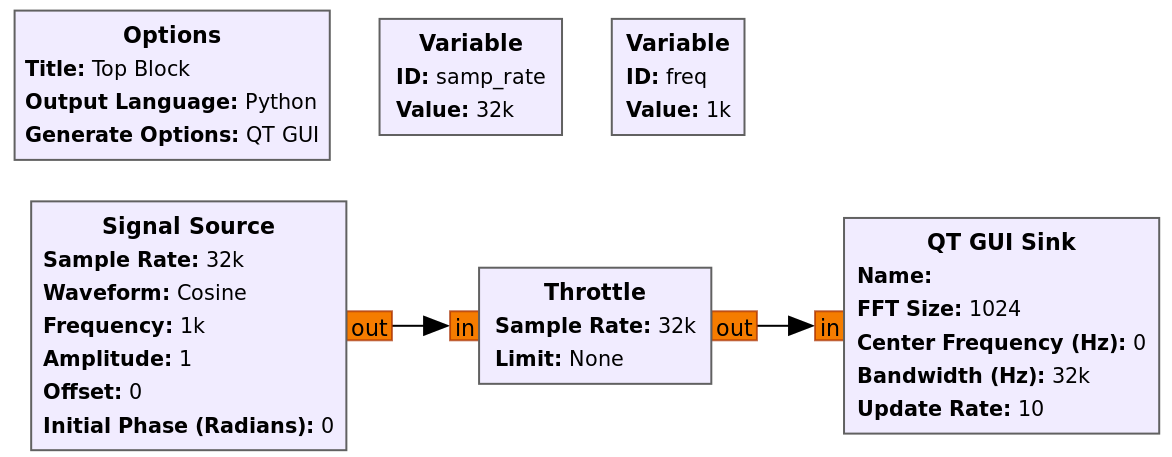 Options
Title: Top Block
Output Language: Python
Generate Options: QT GUI
Variable
ID: samp_rate
Value: 32k
Variable
ID: freq
Value: 1k
Signal Source
Sample Rate: 32k
Waveform: Cosine
Frequency: 1k
Amplitude: 1
Offset: 0
Initial Phase (Radians): 0
out
in
Throttle
Sample Rate: 32k
Limit: None
out
in
QT GUI Sink
Name:
FFT Size: 1024
Center Frequency (Hz): 0
Bandwidth (Hz): 32k
Update Rate: 10